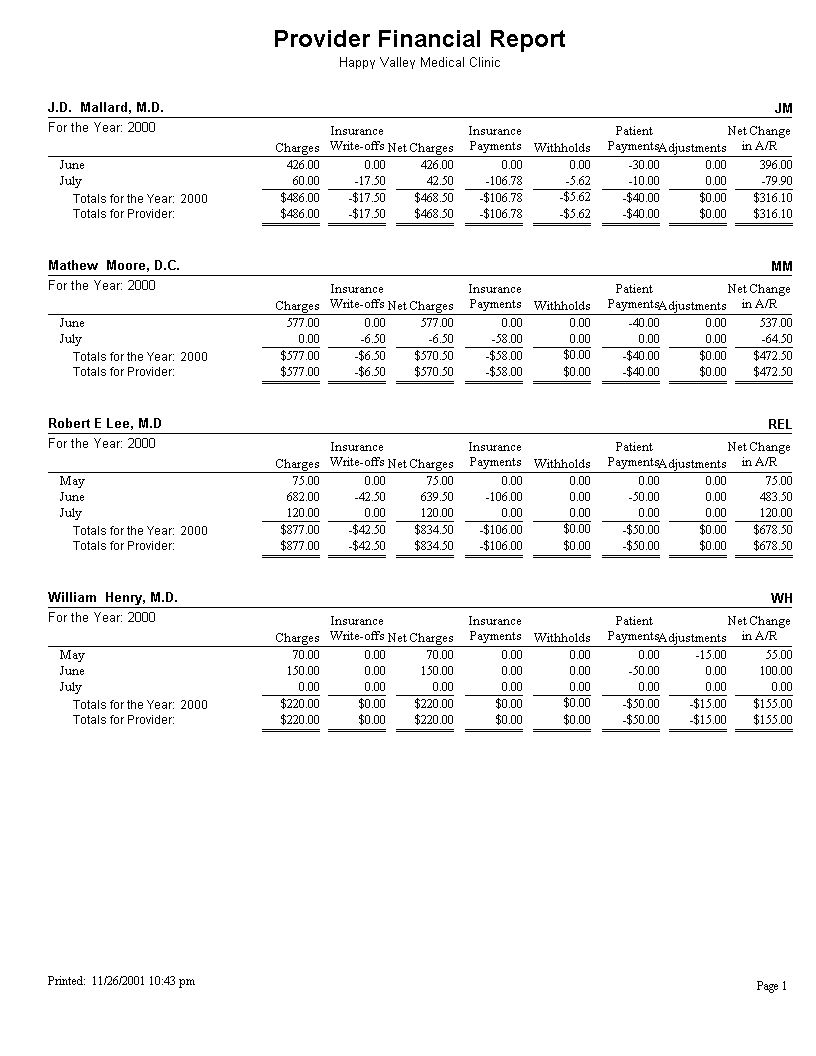 Provider Financial Report
Happy Valley Medical Clinic
J.D. Mallard, M.D. JM
For the Year: 2000
Insurance Insurance Patient Net Change
Charges Write-offs Net Charges Payments Withholds Payments Adjustments in A/R
June 426.00 0.00 426.00 0.00 0.00 -30.00 0.00 396.00
July 60.00 -17.50 42.50 -106.78 -5.62 -10.00 0.00 -79.90
Totals for the Year: 2000 $486.00 -$17.50 $468.50 -$106.78 -$5.62 -$40.00 $0.00 $316.10
Totals for Provider: $486.00 -$17.50 $468.50 -$106.78 -$5.62 -$40.00 $0.00 $316.10
Mathew Moore, D.C. MM
For the Year: 2000
Insurance Insurance Patient Net Change
Charges Write-offs Net Charges Payments Withholds Payments Adjustments in A/R
June 577.00 0.00 577.00 0.00 0.00 -40.00 0.00 537.00
July 0.00 -6.50 -6.50 -58.00 0.00 0.00 0.00 -64.50
Totals for the Year: 2000 $577.00 -$6.50 $570.50 -$58.00 $0.00 -$40.00 $0.00 $472.50
Totals for Provider: $577.00 -$6.50 $570.50 -$58.00 $0.00 -$40.00 $0.00 $472.50
Robert E Lee, M.D REL
For the Year: 2000
Insurance Insurance Patient Net Change
Charges Write-offs Net Charges Payments Withholds Payments Adjustments in A/R
May 75.00 0.00 75.00 0.00 0.00 0.00 0.00 75.00
June 682.00 -42.50 639.50 -106.00 0.00 -50.00 0.00 483.50
July 120.00 0.00 120.00 0.00 0.00 0.00 0.00 120.00
Totals for the Year: 2000 $877.00 -$42.50 $834.50 -$106.00 $0.00 -$50.00 $0.00 $678.50
Totals for Provider: $877.00 -$42.50 $834.50 -$106.00 $0.00 -$50.00 $0.00 $678.50
William Henry, M.D. WH
For the Year: 2000
Insurance Insurance Patient Net Change
Charges Write-offs Net Charges Payments Withholds Payments Adjustments in A/R
May 70.00 0.00 70.00 0.00 0.00 0.00 -15.00 55.00
June 150.00 0.00 150.00 0.00 0.00 -50.00 0.00 100.00
July 0.00 0.00 0.00 0.00 0.00 0.00 0.00 0.00
Totals for the Year: 2000 $220.00 $0.00 $220.00 $0.00 $0.00 -$50.00 -$15.00 $155.00
Totals for Provider: $220.00 $0.00 $220.00 $0.00 $0.00 -$50.00 -$15.00 $155.00
Printed: 11/26/2001 10:43 pm
Page 1